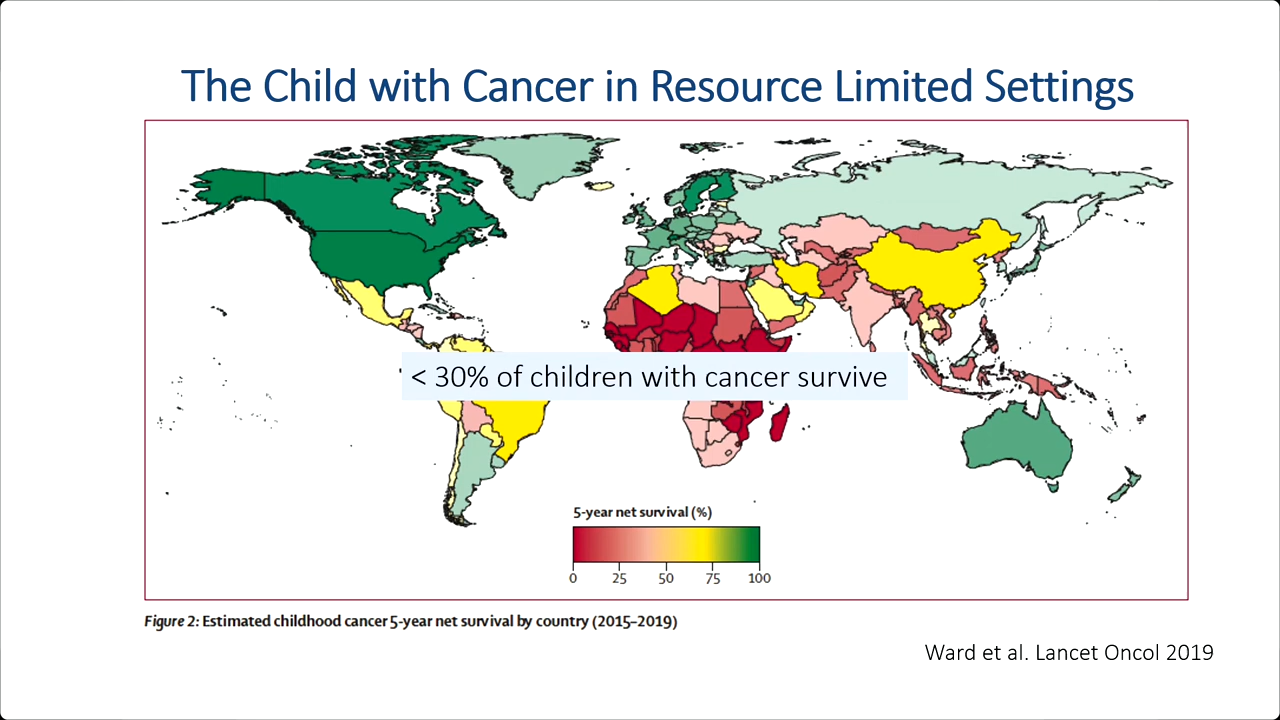 The Child with Cancer in Resource Limited Settings
< 30% of children with cancer survive
5-year net survival (%)
0 25 50 75 100
Figure 2: Estimated childhood cancer 5-year net survival by country (2015–2019)
Ward et al. Lancet Oncol 2019